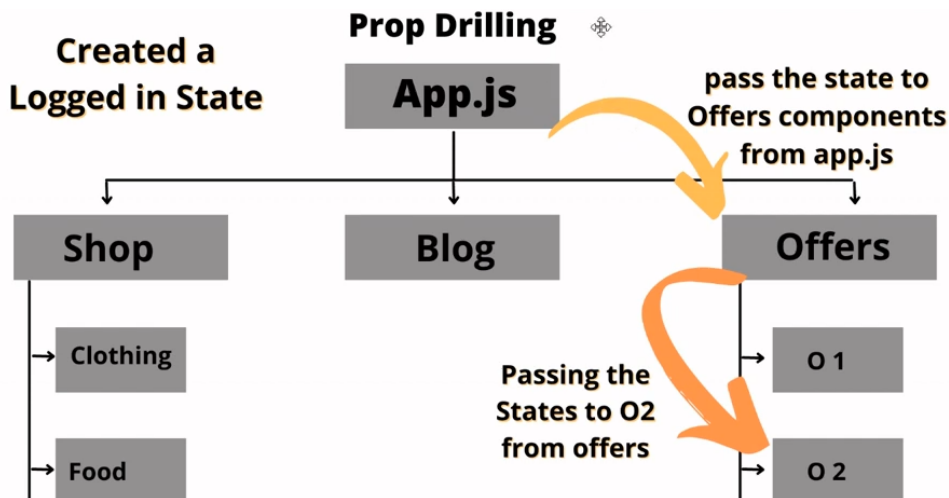 Prop Drilling
Created a
Logged in State
App.js
pass the state to
Offers components
from app.js
Shop
Blog
Offers
Clothing
O 1
Passing the
States to O2
from offers
Food
O 2